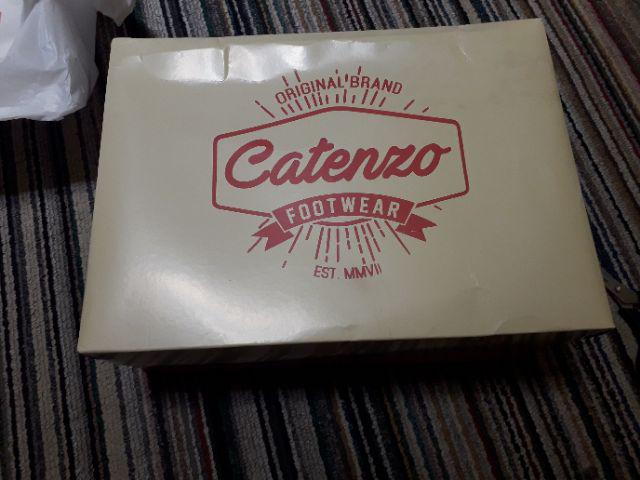 ORIGINAL BRAND
Catenzo
FOOTWEAR
EST. MMVII